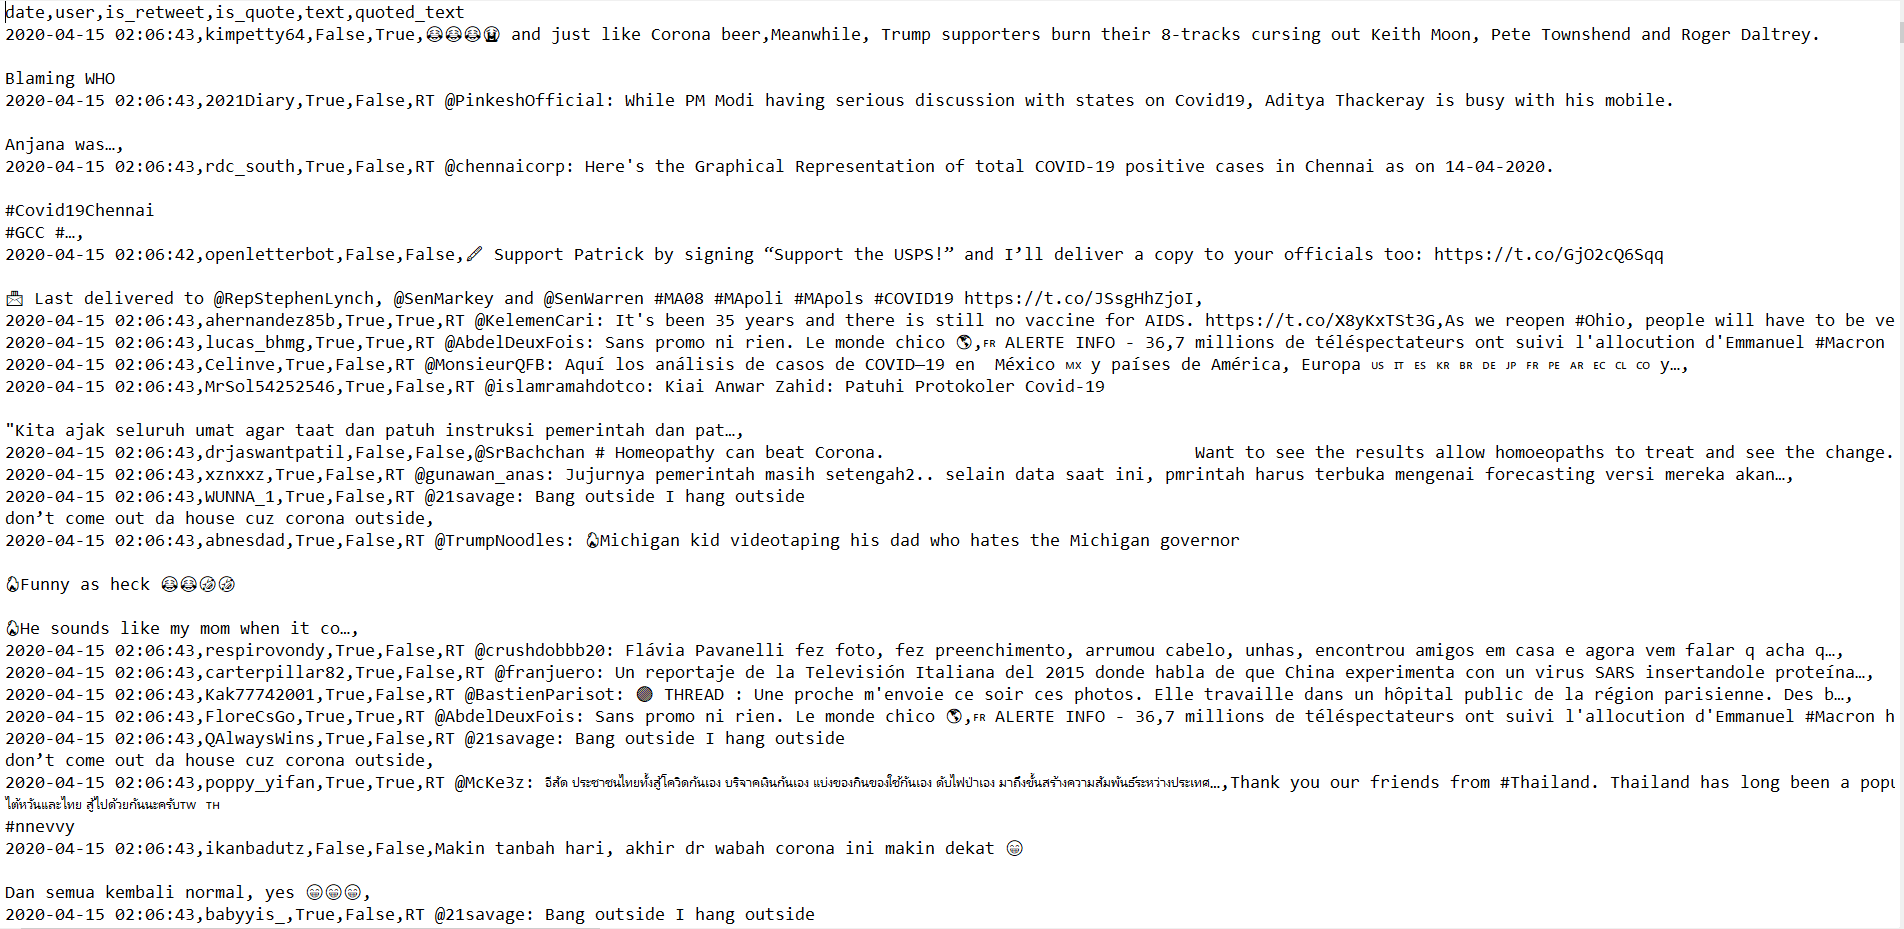 date,user,is_retweet,is_quote,text,quoted_text
2020-04-15 02:06:43,kimpetty64,False,True,😂😂😂😭 and just like Corona beer,Meanwhile, Trump supporters burn their 8-tracks cursing out Keith Moon, Pete Townshend and Roger Daltrey.
Blaming WHO
2020-04-15 02:06:43,2021Diary,True,False,RT @PinkeshOfficial: While PM Modi having serious discussion with states on Covid19, Aditya Thackeray is busy with his mobile.
Anjana was…,
2020-04-15 02:06:43,rdc_south,True,False,RT @chennaicorp: Here's the Graphical Representation of total COVID-19 positive cases in Chennai as on 14-04-2020.
#Covid19Chennai
#GCC #…,
2020-04-15 02:06:42,openletterbot,False,False,🖋 Support Patrick by signing “Support the USPS!” and I’ll deliver a copy to your officials too: https://t.co/GjO2cQ6Sqq
📩 Last delivered to @RepStephenLynch, @SenMarkey and @SenWarren #MA08 #MApoli #MApols #COVID19 https://t.co/JSsgHhZjoI,
2020-04-15 02:06:43,ahernandez85b,True,True,RT @KelemenCari: It's been 35 years and there is still no vaccine for AIDS. https://t.co/X8yKxTSt3G,As we reopen #Ohio, people will have to be ve
2020-04-15 02:06:43,lucas_bhmg,True,True,RT @AbdelDeuxFois: Sans promo ni rien. Le monde chico 🌎,🇫🇷 ALERTE INFO - 36,7 millions de téléspectateurs ont suivi l'allocution d'Emmanuel #Macron
2020-04-15 02:06:43,Celinve,True,False,RT @MonsieurQFB: Aquí los análisis de casos de COVID—19 en  México 🇲🇽 y países de América, Europa 🇺🇸 🇮🇹 🇪🇸 🇰🇷 🇧🇷 🇩🇪 🇯🇵 🇫🇷 🇵🇪 🇦🇷 🇪🇨 🇨🇱 🇨🇴 y…,
2020-04-15 02:06:43,MrSol54252546,True,False,RT @islamramahdotco: Kiai Anwar Zahid: Patuhi Protokoler Covid-19
"Kita ajak seluruh umat agar taat dan patuh instruksi pemerintah dan pat…,
2020-04-15 02:06:43,drjaswantpatil,False,False,@SrBachchan # Homeopathy can beat Corona. Want to see the results allow homoeopaths to treat and see the change.
2020-04-15 02:06:43,xznxxz,True,False,RT @gunawan_anas: Jujurnya pemerintah masih setengah2.. selain data saat ini, pmrintah harus terbuka mengenai forecasting versi mereka akan…,
2020-04-15 02:06:43,WUNNA_1,True,False,RT @21savage: Bang outside I hang outside
don’t come out da house cuz corona outside,
2020-04-15 02:06:43,abnesdad,True,False,RT @TrumpNoodles: 🔥Michigan kid videotaping his dad who hates the Michigan governor
🔥Funny as heck 😂😂🤣🤣
🔥He sounds like my mom when it co…,
2020-04-15 02:06:43,respirovondy,True,False,RT @crushdobbb20: Flávia Pavanelli fez foto, fez preenchimento, arrumou cabelo, unhas, encontrou amigos em casa e agora vem falar q acha q…,
2020-04-15 02:06:43,carterpillar82,True,False,RT @franjuero: Un reportaje de la Televisión Italiana del 2015 donde habla de que China experimenta con un virus SARS insertandole proteína…,
2020-04-15 02:06:43,Kak77742001,True,False,RT @BastienParisot: 🟣 THREAD : Une proche m'envoie ce soir ces photos. Elle travaille dans un hôpital public de la région parisienne. Des b…,
2020-04-15 02:06:43,FloreCsGo,True,True,RT @AbdelDeuxFois: Sans promo ni rien. Le monde chico 🌎,🇫🇷 ALERTE INFO - 36,7 millions de téléspectateurs ont suivi l'allocution d'Emmanuel #Macron h
2020-04-15 02:06:43,QAlwaysWins,True,False,RT @21savage: Bang outside I hang outside
don’t come out da house cuz corona outside,
2020-04-15 02:06:43,poppy_yifan,True,True,RT @McKe3z: อีสัด ประชาชนไทยทั้งสู้โควิดกันเอง บริจาคเงินกันเอง แบ่งของกินของใช้กันเอง ดับไฟป่าเอง มาถึงขั้นสร้างความสัมพันธ์ระหว่างประเทศ…,Thank you our friends from #Thailand. Thailand has long been a popu
ไต้หวันและไทย สู้ไปด้วยกันนะครับ🇹🇼 🇹🇭
#nnevvy
2020-04-15 02:06:43,ikanbadutz,False,False,Makin tanbah hari, akhir dr wabah corona ini makin dekat 😁
Dan semua kembali normal, yes 😁😁😁,
2020-04-15 02:06:43,babyyis_,True,False,RT @21savage: Bang outside I hang outside